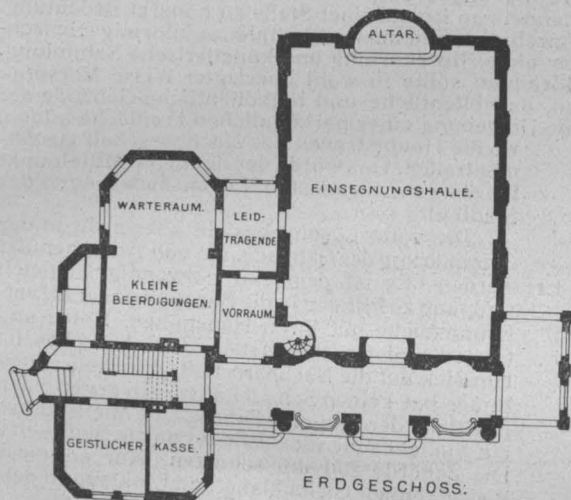 ALTAR.
EINSEGNUNGSHALLE.
WARTERAUM.
LEID-
TRAGENDE
KLEINE
BEERDIGUNGEN.
VORRAUM.
GEISTLICHER
KASSE.
ERDGESCHOSS.